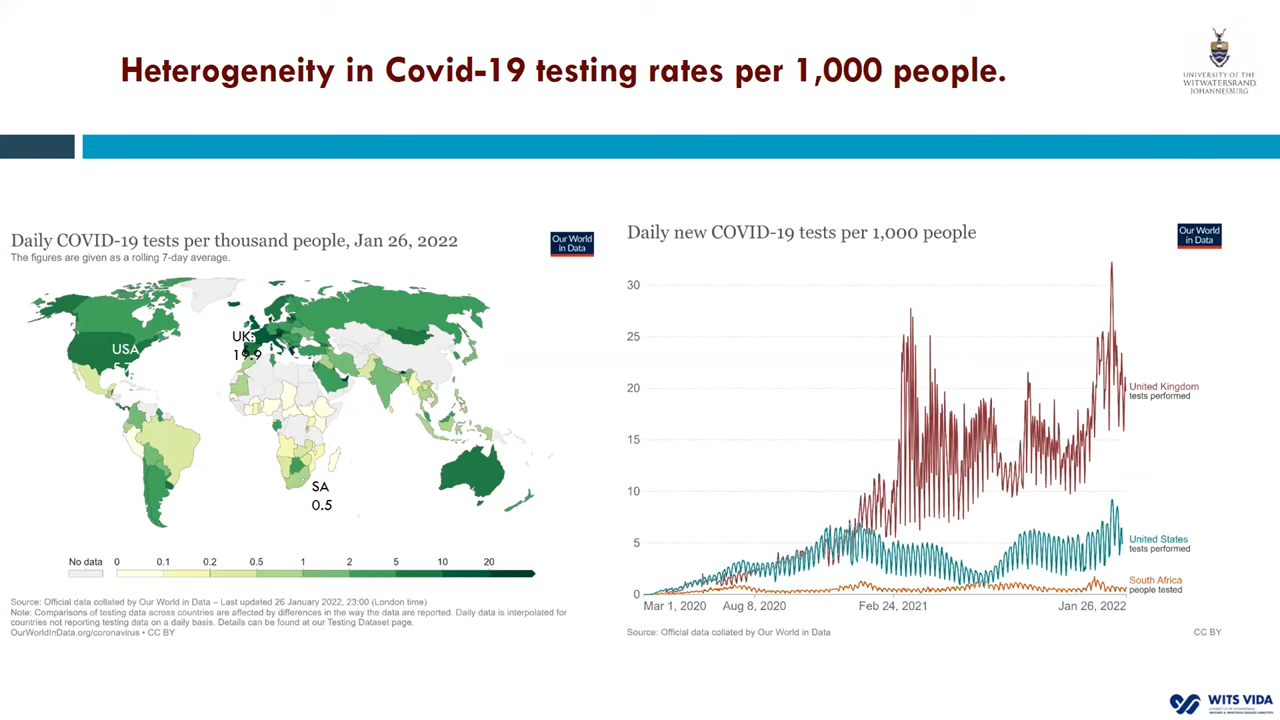 Heterogeneity in Covid-19 testing rates per 1,000 people.
UNIVERSITY OF THE
WITWATERSRAND,
JOHANNESBURG
Daily COVID-19 tests per thousand people, Jan 26, 2022
The figures are given as a rolling 7-day average.
Our World
in Data
USA
UK:
19.9
SA
0.5
No data 0 0.1 0.2 0.5 1 2 5 10 20
Source: Official data collated by Our World in Data – Last updated 26 January 2022, 23:00 (London time)
Note: Comparisons of testing data across countries are affected by differences in the way the data are reported. Daily data is interpolated for
countries not reporting testing data on a daily basis. Details can be found at our Testing Dataset page.
OurWorldInData.org/coronavirus • CC BY
Daily new COVID-19 tests per 1,000 people
Our World
in Data
30
25
20
15
10
5
0
United Kingdom
tests performed
United States
tests performed
South Africa
people tested
Mar 1, 2020 Aug 8, 2020 Feb 24, 2021 Jan 26, 2022
Source: Official data collated by Our World in Data CC BY
WITS VIDA